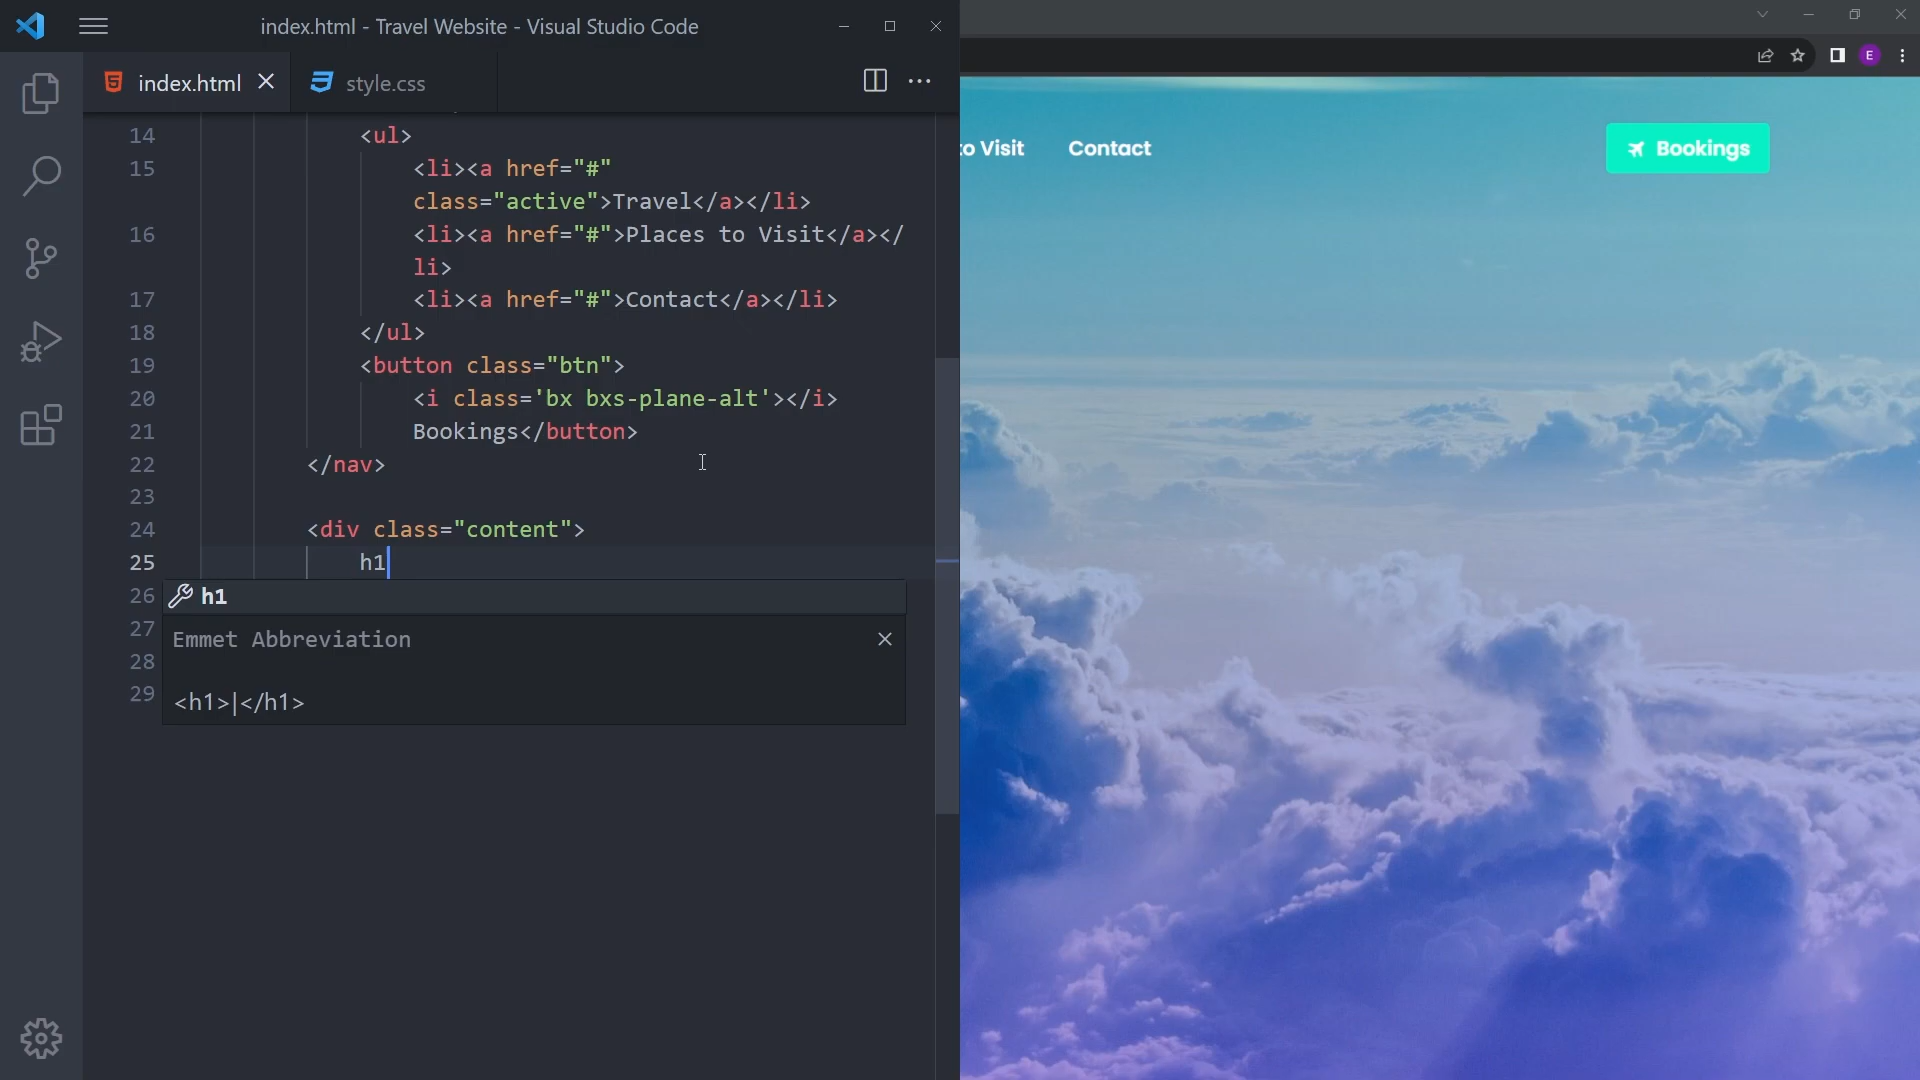 index.html - Travel Website - Visual Studio Code
index.html
style.css
14 <ul>
15 <li><a href="#"
class="active">Travel</a></li>
16 <li><a href="#">Places to Visit</a></
li>
17 <li><a href="#">Contact</a></li>
18 </ul>
19 <button class="btn">
20 <i class='bx bxs-plane-alt'></i>
21 Bookings</button>
22 </nav>
23
24 <div class="content">
25 h1
26 h1
27 Emmet Abbreviation
28
29 <h1>|</h1>
E
to Visit
Contact
Bookings